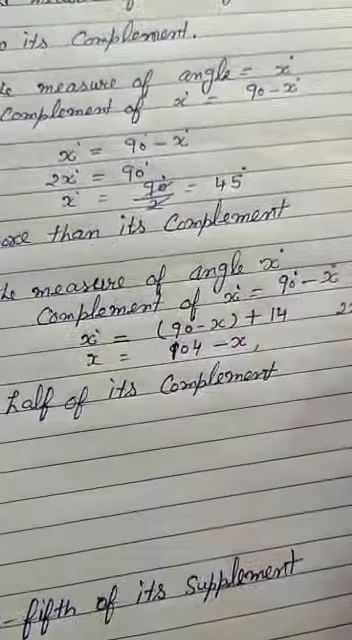 its Complement.
measure of angle = x°
Complement of x° = 90 - x°
x° = 90 - x°
2x° = 90°
x° = 90°/2 = 45°
than its Complement
measure of angle x°
Complement of x° = 90° - x°
x° = (90 - x) + 14
x = 104 - x,
half of its Complement
-fifth of its Supplement